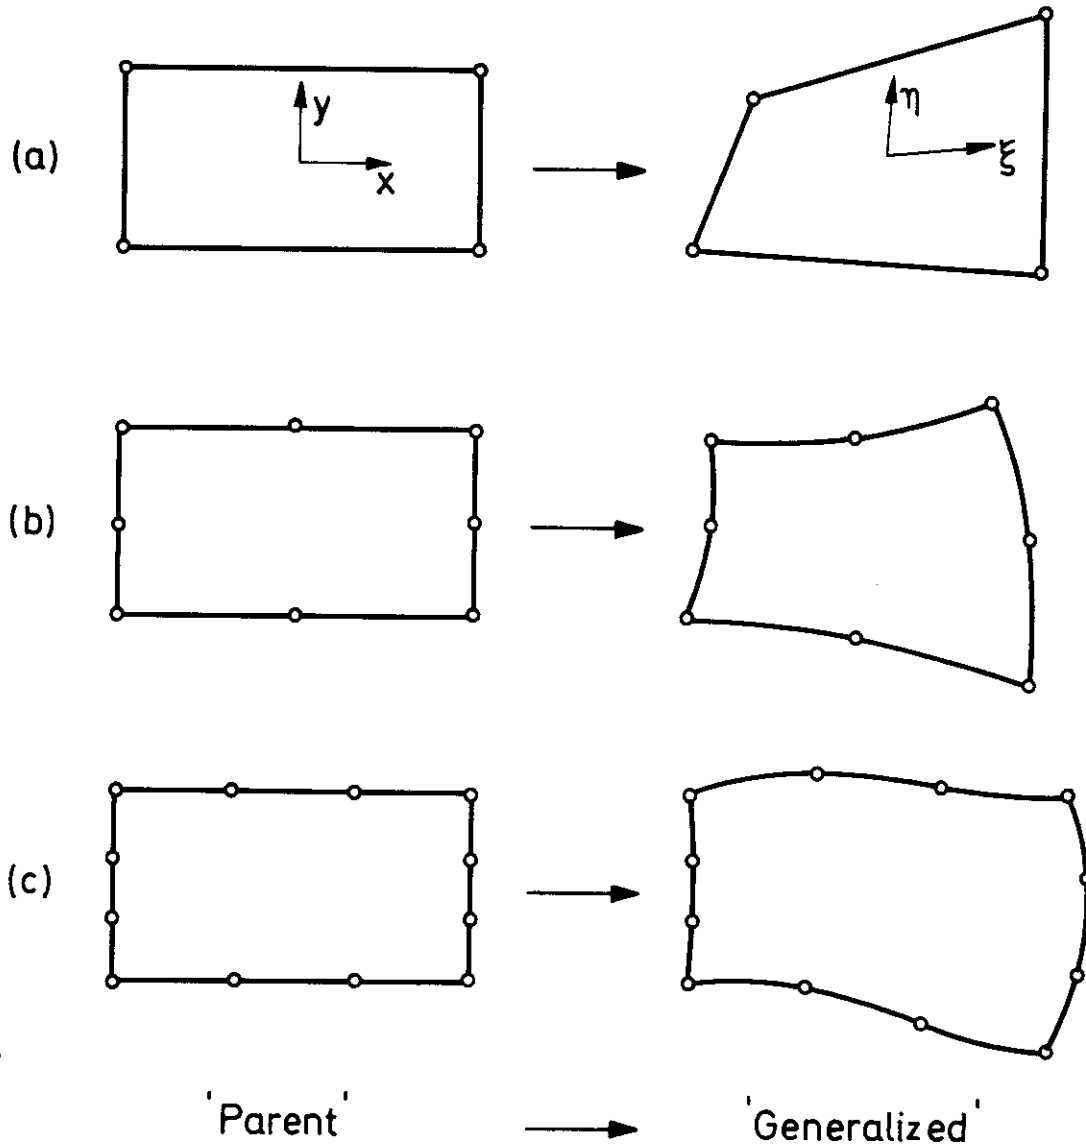 (a)
y
x
η
ξ
(b)
(c)
'Parent'
'Generalized'